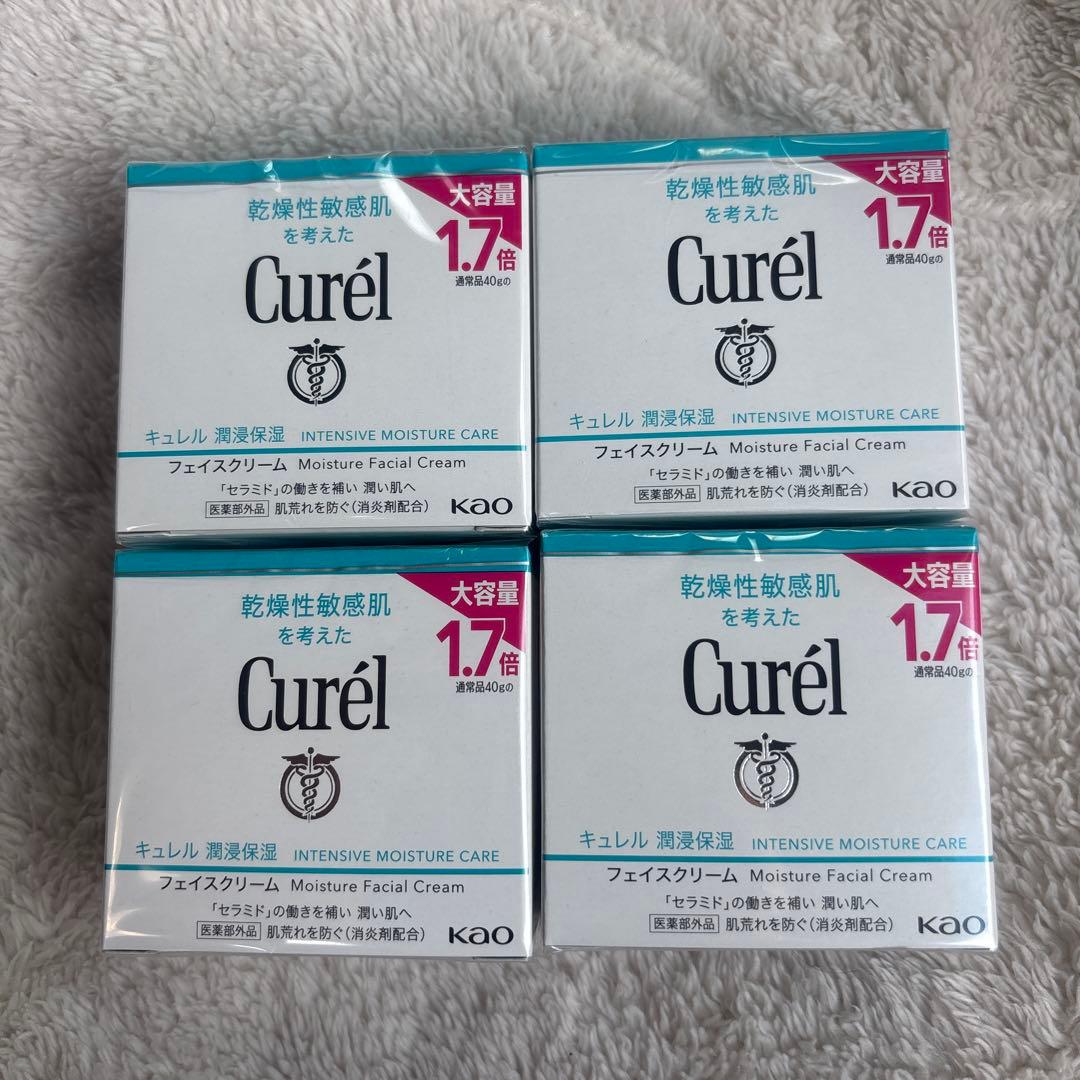 大容量
1.7倍
通常品40gの
乾燥性敏感肌
を考えた
Curél
キュレル 潤浸保湿 INTENSIVE MOISTURE CARE
フェイスクリーム Moisture Facial Cream
「セラミド」の働きを補い 潤い肌へ
医薬部外品 肌荒れを防ぐ(消炎剤配合)
Kao
大容量
1.7倍
通常品40gの
乾燥性敏感肌
を考えた
Curél
キュレル 潤浸保湿 INTENSIVE MOISTURE CARE
フェイスクリーム Moisture Facial Cream
「セラミド」の働きを補い 潤い肌へ
医薬部外品 肌荒れを防ぐ(消炎剤配合)
Kao
大容量
1.7倍
通常品40gの
乾燥性敏感肌
を考えた
Curél
キュレル 潤浸保湿 INTENSIVE MOISTURE CARE
フェイスクリーム Moisture Facial Cream
「セラミド」の働きを補い 潤い肌へ
医薬部外品 肌荒れを防ぐ(消炎剤配合)
Kao
大容量
1.7倍
通常品40gの
乾燥性敏感肌
を考えた
Curél
キュレル 潤浸保湿 INTENSIVE MOISTURE CARE
フェイスクリーム Moisture Facial Cream
「セラミド」の働きを補い 潤い肌へ
医薬部外品 肌荒れを防ぐ(消炎剤配合)
Kao